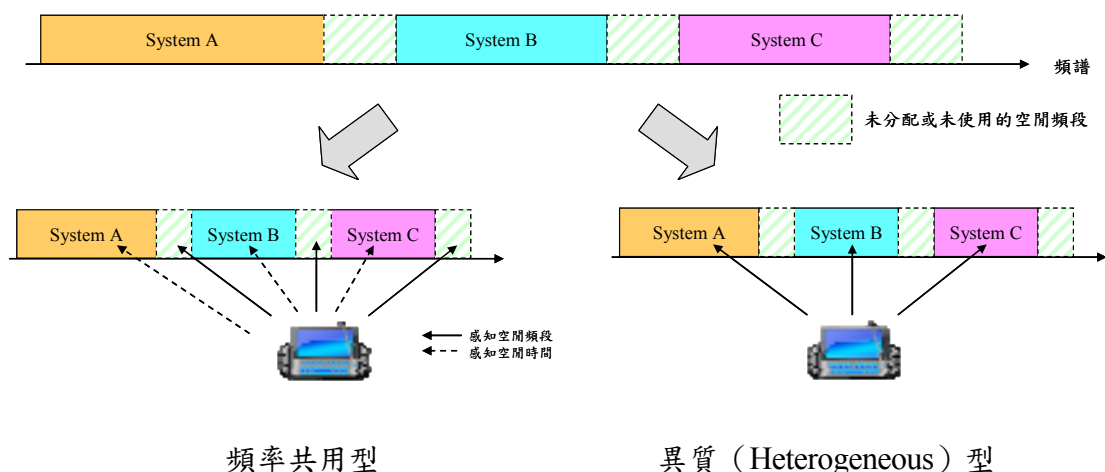 System A
System B
System C
頻譜
未分配或未使用的空閒頻段
System A
System B
System C
System A
System B
System C
感知空閒頻段
感知空閒時間
頻率共用型
異質（Heterogeneous）型